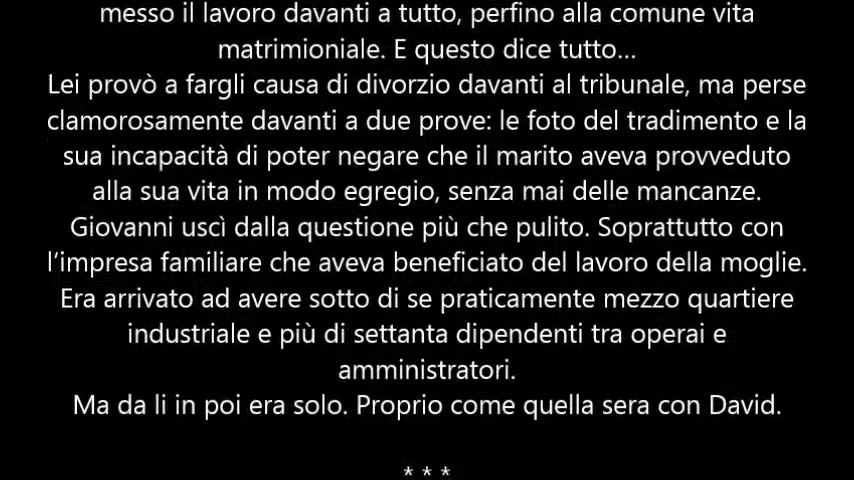 messo il lavoro davanti a tutto, perfino alla comune vita
matrimioniale. E questo dice tutto...
Lei provò a fargli causa di divorzio davanti al tribunale, ma perse
clamorosamente davanti a due prove: le foto del tradimento e la
sua incapacità di poter negare che il marito aveva provveduto
alla sua vita in modo egregio, senza mai delle mancanze.
Giovanni uscì dalla questione più che pulito. Soprattutto con
l’impresa familiare che aveva beneficiato del lavoro della moglie.
Era arrivato ad avere sotto di se praticamente mezzo quartiere
industriale e più di settanta dipendenti tra operai e
amministratori.
Ma da li in poi era solo. Proprio come quella sera con David.
* * *